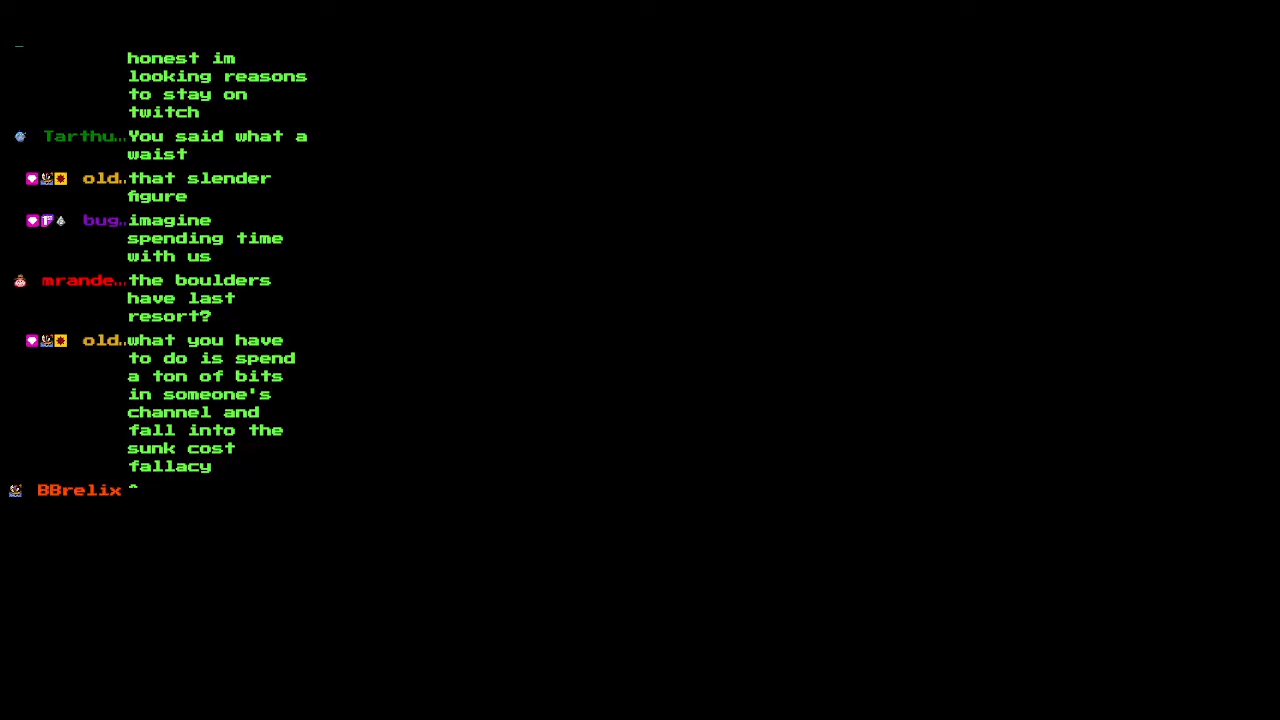 honest im
looking reasons
to stay on
twitch
Tarthu... You said what a
waist
old.. that slender
figure
bug.. imagine
spending time
with us
mrande... the boulders
have last
resort?
old.. what you have
to do is spend
a ton of bits
in someone's
channel and
fall into the
sunk cost
fallacy
BBrelix ^